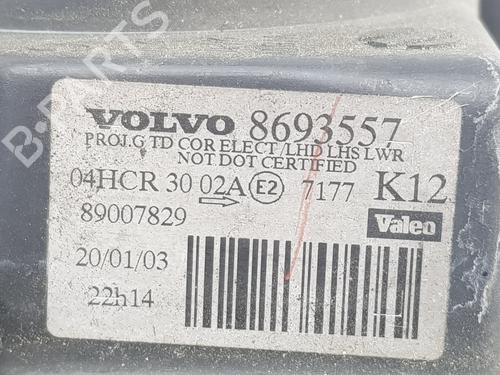 VOLVO 8693557
PROJ.G TD COR ELECT/LHD LHS LWR
NOT DOT CERTIFIED
04HCR 30 02A E2 7177 K12
89007829
Valeo
20/01/03
22h14
B-PARTS